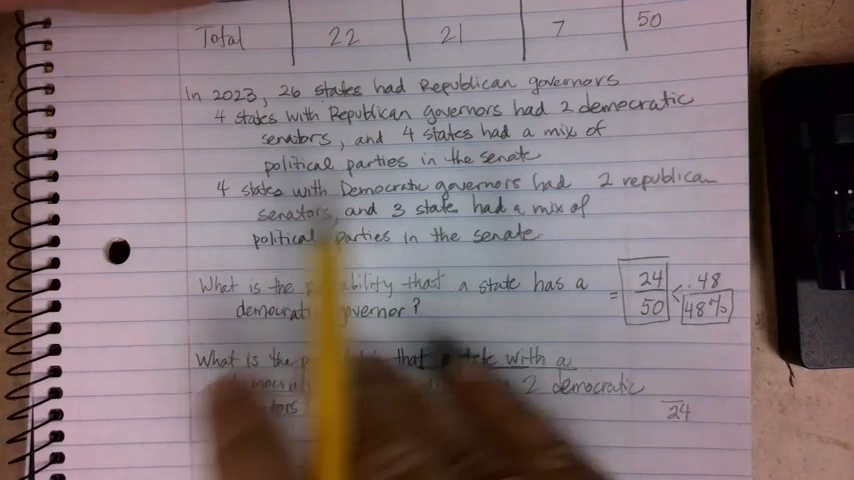 Total 22 21 7 50
In 2023, 26 states had Republican governors
4 states with Republican governors had 2 democratic
senators, and 4 states had a mix of
political parties in the senate
4 states with Democratic governors had 2 republican
senators, and 3 state had a mix of
political parties in the senate.
What is the that a state has a = 24/50 < .48
governor? 48%
What is the that a state with a
2 democratic
24